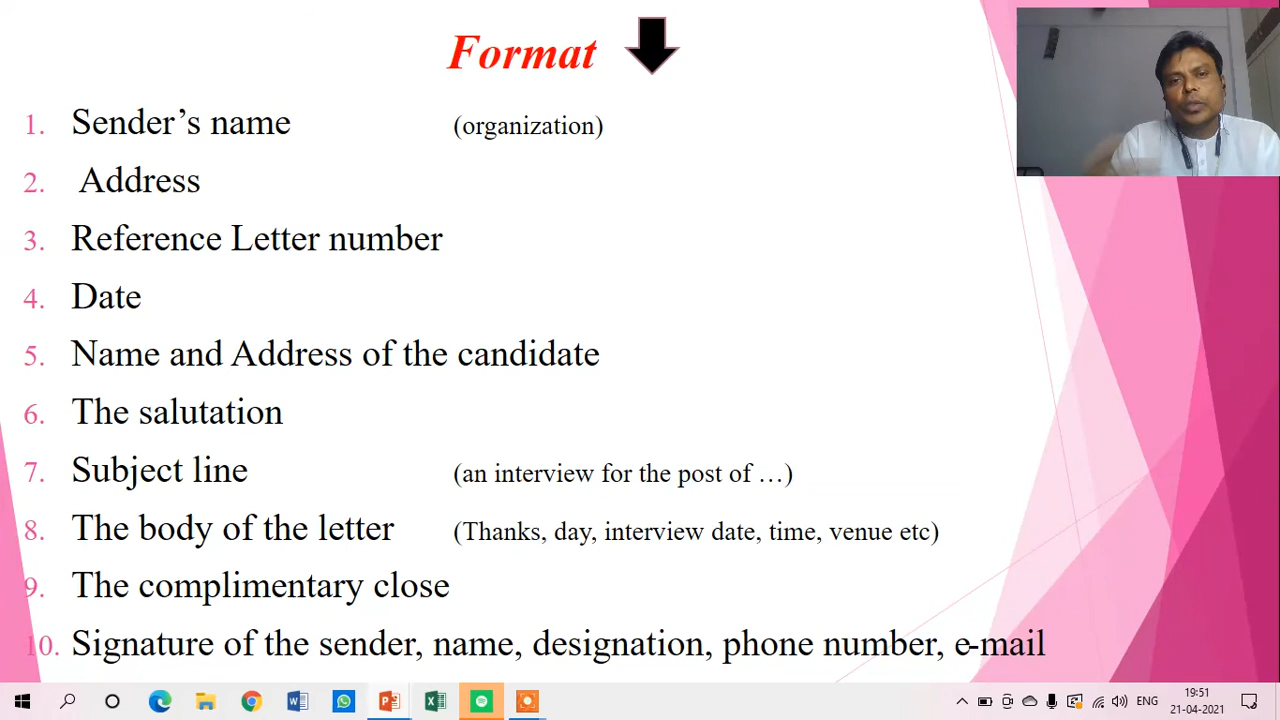 Format
1. Sender’s name (organization)
2. Address
3. Reference Letter number
4. Date
5. Name and Address of the candidate
6. The salutation
7. Subject line (an interview for the post of …)
8. The body of the letter (Thanks, day, interview date, time, venue etc)
9. The complimentary close
10. Signature of the sender, name, designation, phone number, e-mail
ENG
19:51
21-04-2021